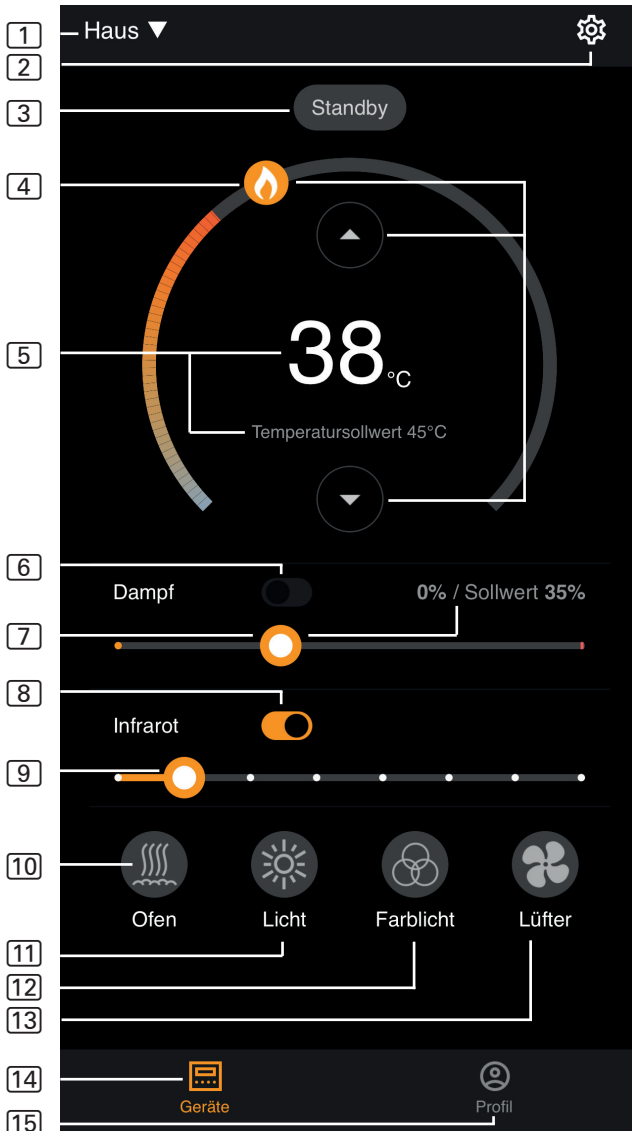 1 Haus ▼
2
3 Standby
4
5 38 °C
Temperatursollwert 45°C
6
Dampf 0% / Sollwert 35%
7
8
Infrarot
9
10
Ofen Licht Farblicht Lüfter
11
12
13
14
Geräte Profil
15